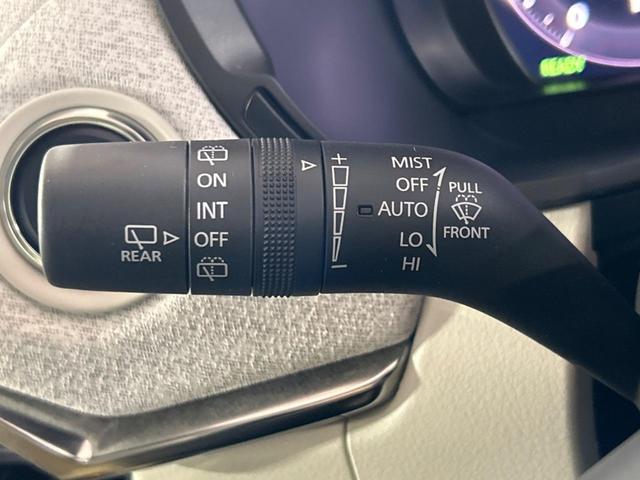 READY
REAR
ON
INT
OFF
+
-
MIST
OFF
AUTO
LO
HI
PULL
FRONT